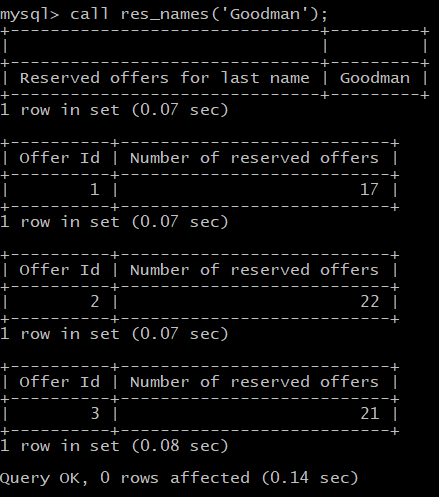 mysql> call res_names('Goodman');
+-------------------------------+---------+
|                               |         |
+-------------------------------+---------+
| Reserved offers for last name | Goodman |
+-------------------------------+---------+
1 row in set (0.07 sec)
+----------+---------------------------+
| Offer Id | Number of reserved offers |
+----------+---------------------------+
|        1 |                        17 |
+----------+---------------------------+
1 row in set (0.07 sec)
+----------+---------------------------+
| Offer Id | Number of reserved offers |
+----------+---------------------------+
|        2 |                        22 |
+----------+---------------------------+
1 row in set (0.07 sec)
+----------+---------------------------+
| Offer Id | Number of reserved offers |
+----------+---------------------------+
|        3 |                        21 |
+----------+---------------------------+
1 row in set (0.08 sec)
Query OK, 0 rows affected (0.14 sec)